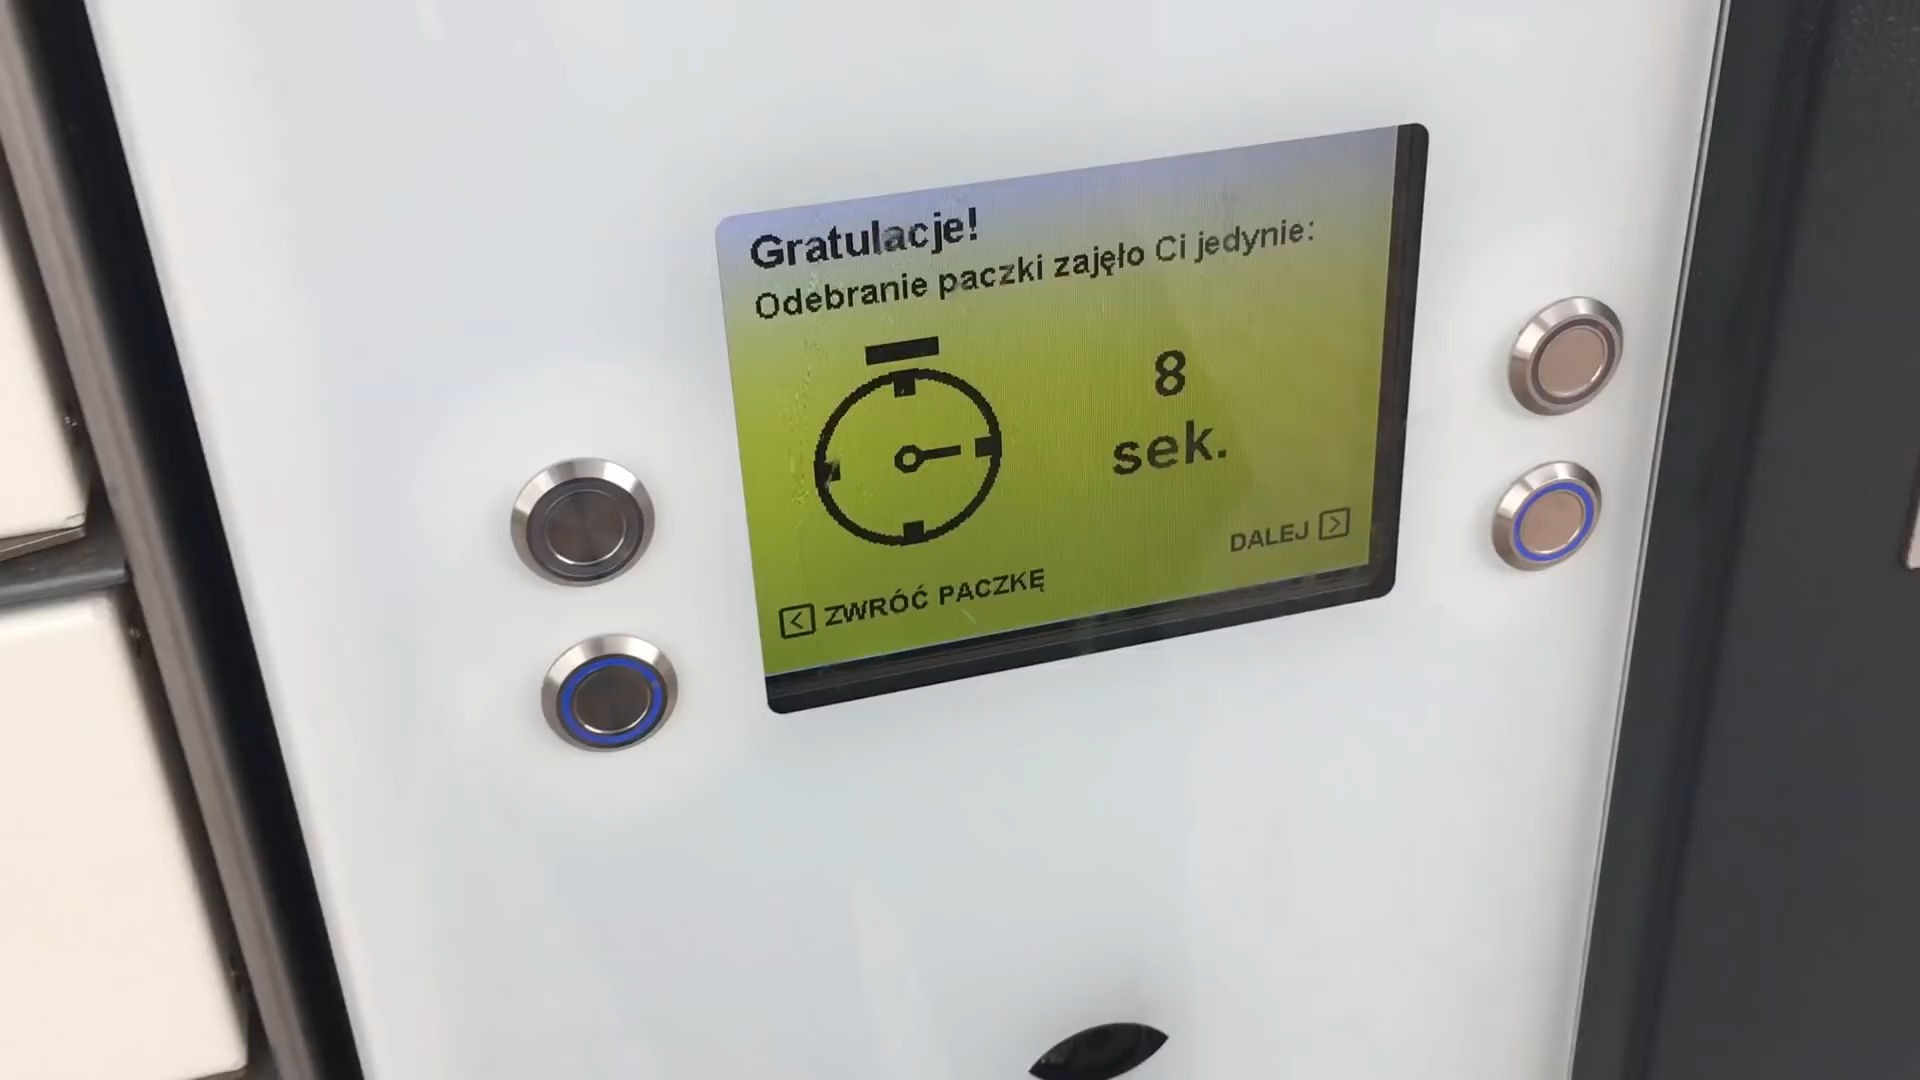 Gratulacje!
Odebranie paczki zajęło Ci jedynie:
8
sek.
DALEJ >
< ZWRÓĆ PACZKĘ